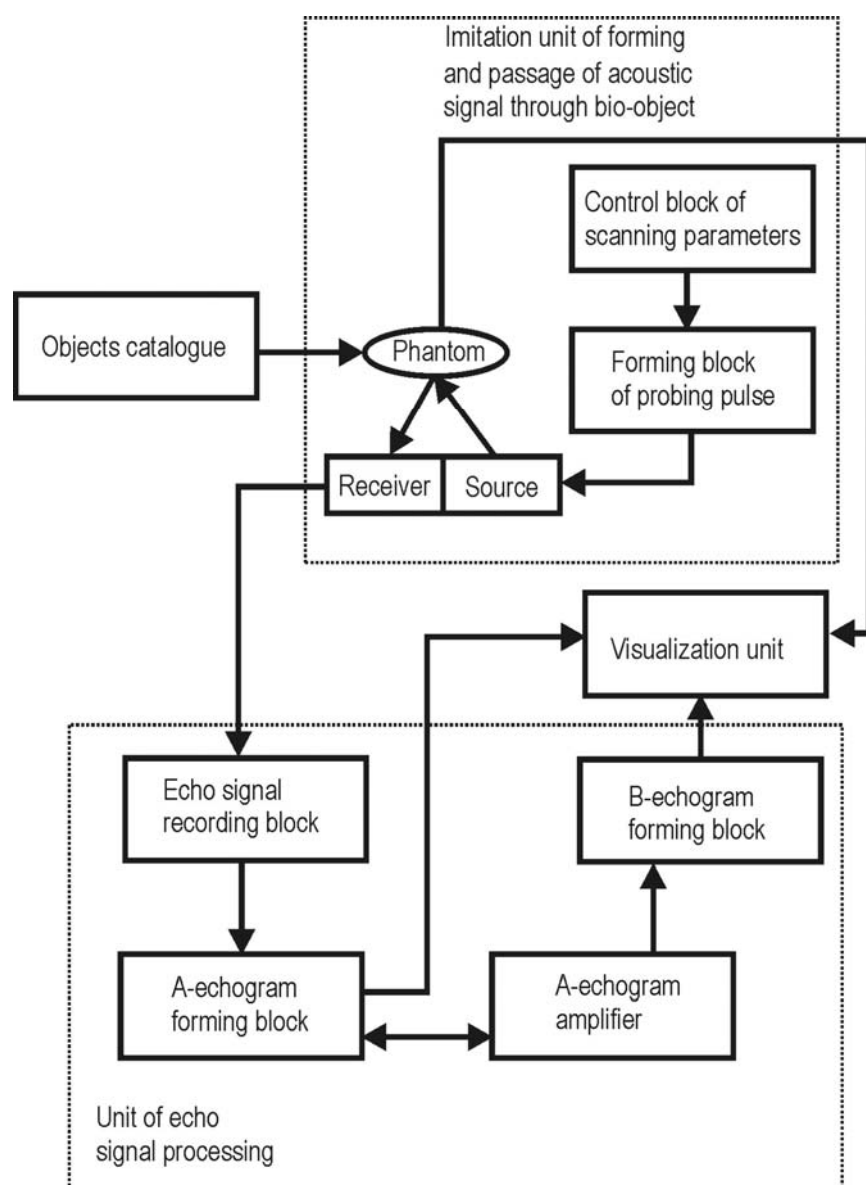 Imitation unit of forming
and passage of acoustic
signal through bio-object
Control block of
scanning parameters
Objects catalogue
Phantom
Forming block
of probing pulse
Receiver
Source
Visualization unit
Echo signal
recording block
B-echogram
forming block
A-echogram
forming block
A-echogram
amplifier
Unit of echo
signal processing